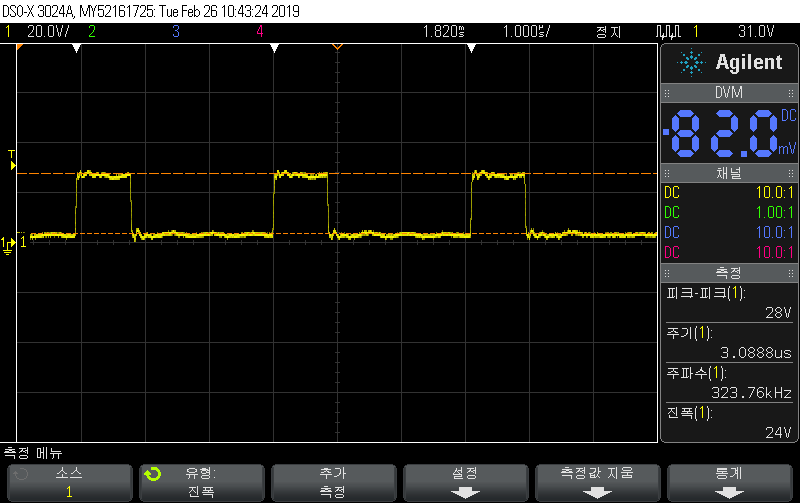 DSO-X 3024A, MY52161725: Tue Feb 26 10:43:24 2019
1 20.0V/ 2 3 4 1.820us 1.000us/ 정지 1 31.0V
Agilent
DVM
-82.0 DC mV
채널
DC 10.0:1
DC 1.00:1
DC 10.0:1
DC 10.0:1
측정
피크-피크(1):
28V
주기(1):
3.0888us
주파수(1):
323.76kHz
진폭(1):
24V
T
1 1
측정 메뉴
소스
1
유형:
진폭
추가
측정
설정
측정값 지움
통계